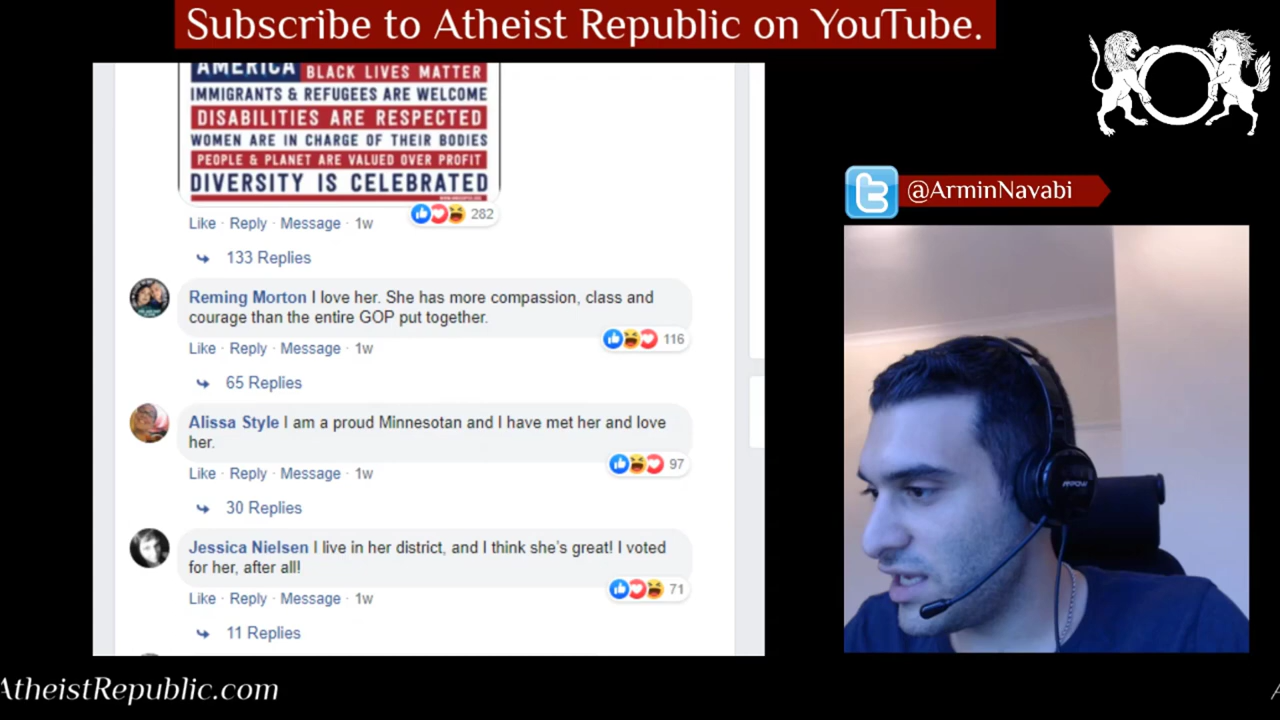 Subscribe to Atheist Republic on YouTube.
AMERICA BLACK LIVES MATTER
IMMIGRANTS & REFUGEES ARE WELCOME
DISABILITIES ARE RESPECTED
WOMEN ARE IN CHARGE OF THEIR BODIES
PEOPLE & PLANET ARE VALUED OVER PROFIT
DIVERSITY IS CELEBRATED
282
Like · Reply · Message · 1w
133 Replies
Reming Morton I love her. She has more compassion, class and
courage than the entire GOP put together.
116
Like · Reply · Message · 1w
65 Replies
Alissa Style I am a proud Minnesotan and I have met her and love
her.
97
Like · Reply · Message · 1w
30 Replies
Jessica Nielsen I live in her district, and I think she's great! I voted
for her, after all!
71
Like · Reply · Message · 1w
11 Replies
@ArminNavabi
AtheistRepublic.com